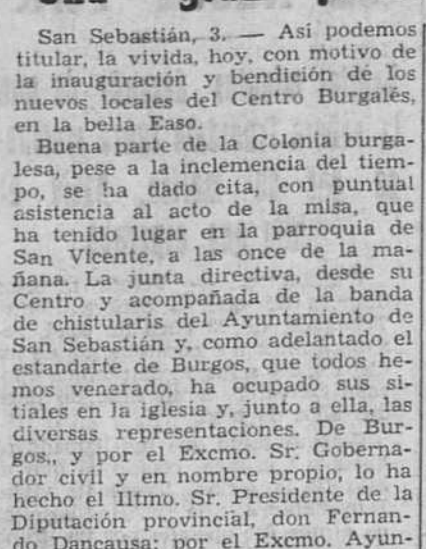 San Sebastián, 3. — Así podemos
titular, la vivida, hoy, con motivo de
la inauguración y bendición de los
nuevos locales del Centro Burgalés,
en la bella Easo.
Buena parte de la Colonia burga-
lesa, pese a la inclemencia del tiem-
po, se ha dado cita, con puntual
asistencia al acto de la misa, que
ha tenido lugar en la parroquia de
San Vicente, a las once de la ma-
ñana. La junta directiva, desde su
Centro y acompañada de la banda
de chistularis del Ayuntamiento de
San Sebastián y, como adelantado el
estandarte de Burgos, que todos he-
mos venerado, ha ocupado sus si-
tiales en la iglesia y, junto a ella, las
diversas representaciones. De Bur-
gos,, y por el Excmo. Sr. Goberna-
dor civil y en nombre propio, lo ha
hecho el Iltmo. Sr. Presidente de la
Diputación provincial, don Fernan-
do Dancausa; por el Excmo. Ayun-